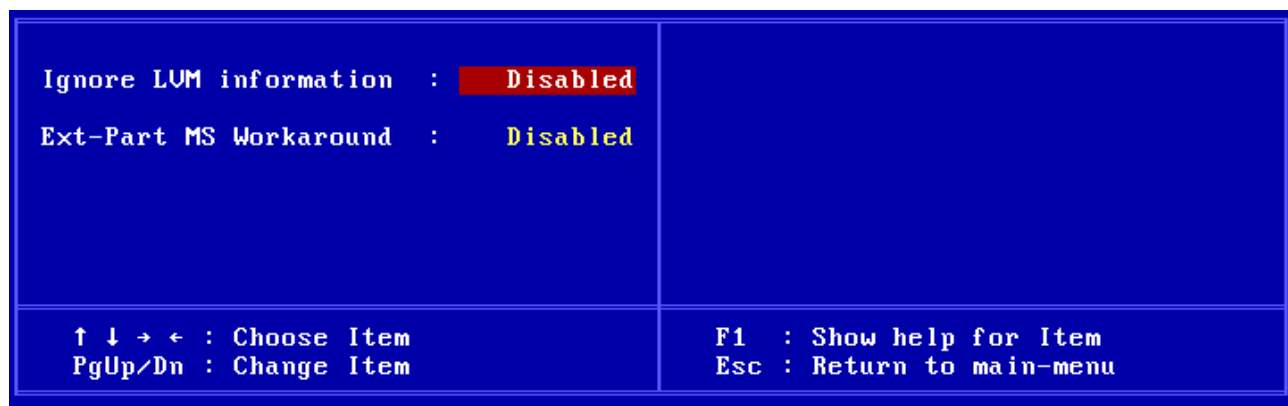 Ignore LVM information : Disabled
Ext-Part MS Workaround : Disabled
↑ ↓ → ← : Choose Item
PgUp/Dn : Change Item
F1 : Show help for Item
Esc : Return to main-menu